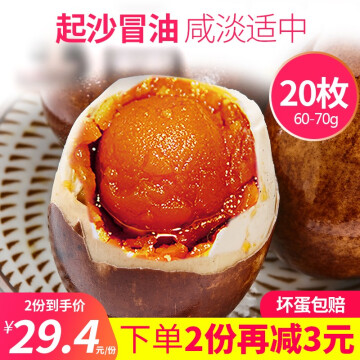 起沙冒油 咸淡适中
20枚
60-70g
2份到手价
¥29.4元/份
坏蛋包赔
下单2份再减3元